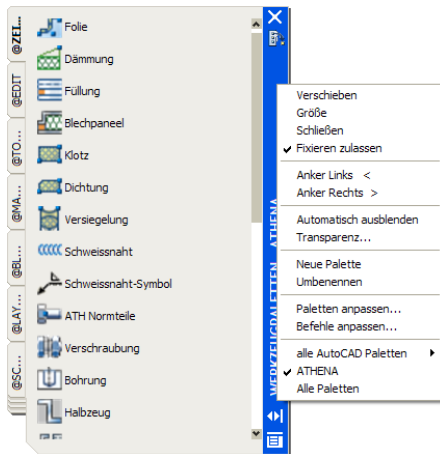 @ZEI...
@EDIT
@TO...
@MA...
@BL...
@LAY...
@SC...
Folie
Dämmung
Füllung
Blechpaneel
Klotz
Dichtung
Versiegelung
Schweissnaht
Schweissnaht-Symbol
ATH Normteile
Verschraubung
Bohrung
Halbzeug
WERKZEUGPALETTEN ATHENA
Verschieben
Größe
Schließen
Fixieren zulassen
Anker Links <
Anker Rechts >
Automatisch ausblenden
Transparenz...
Neue Palette
Umbenennen
Paletten anpassen...
Befehle anpassen...
alle AutoCAD Paletten
ATHENA
Alle Paletten